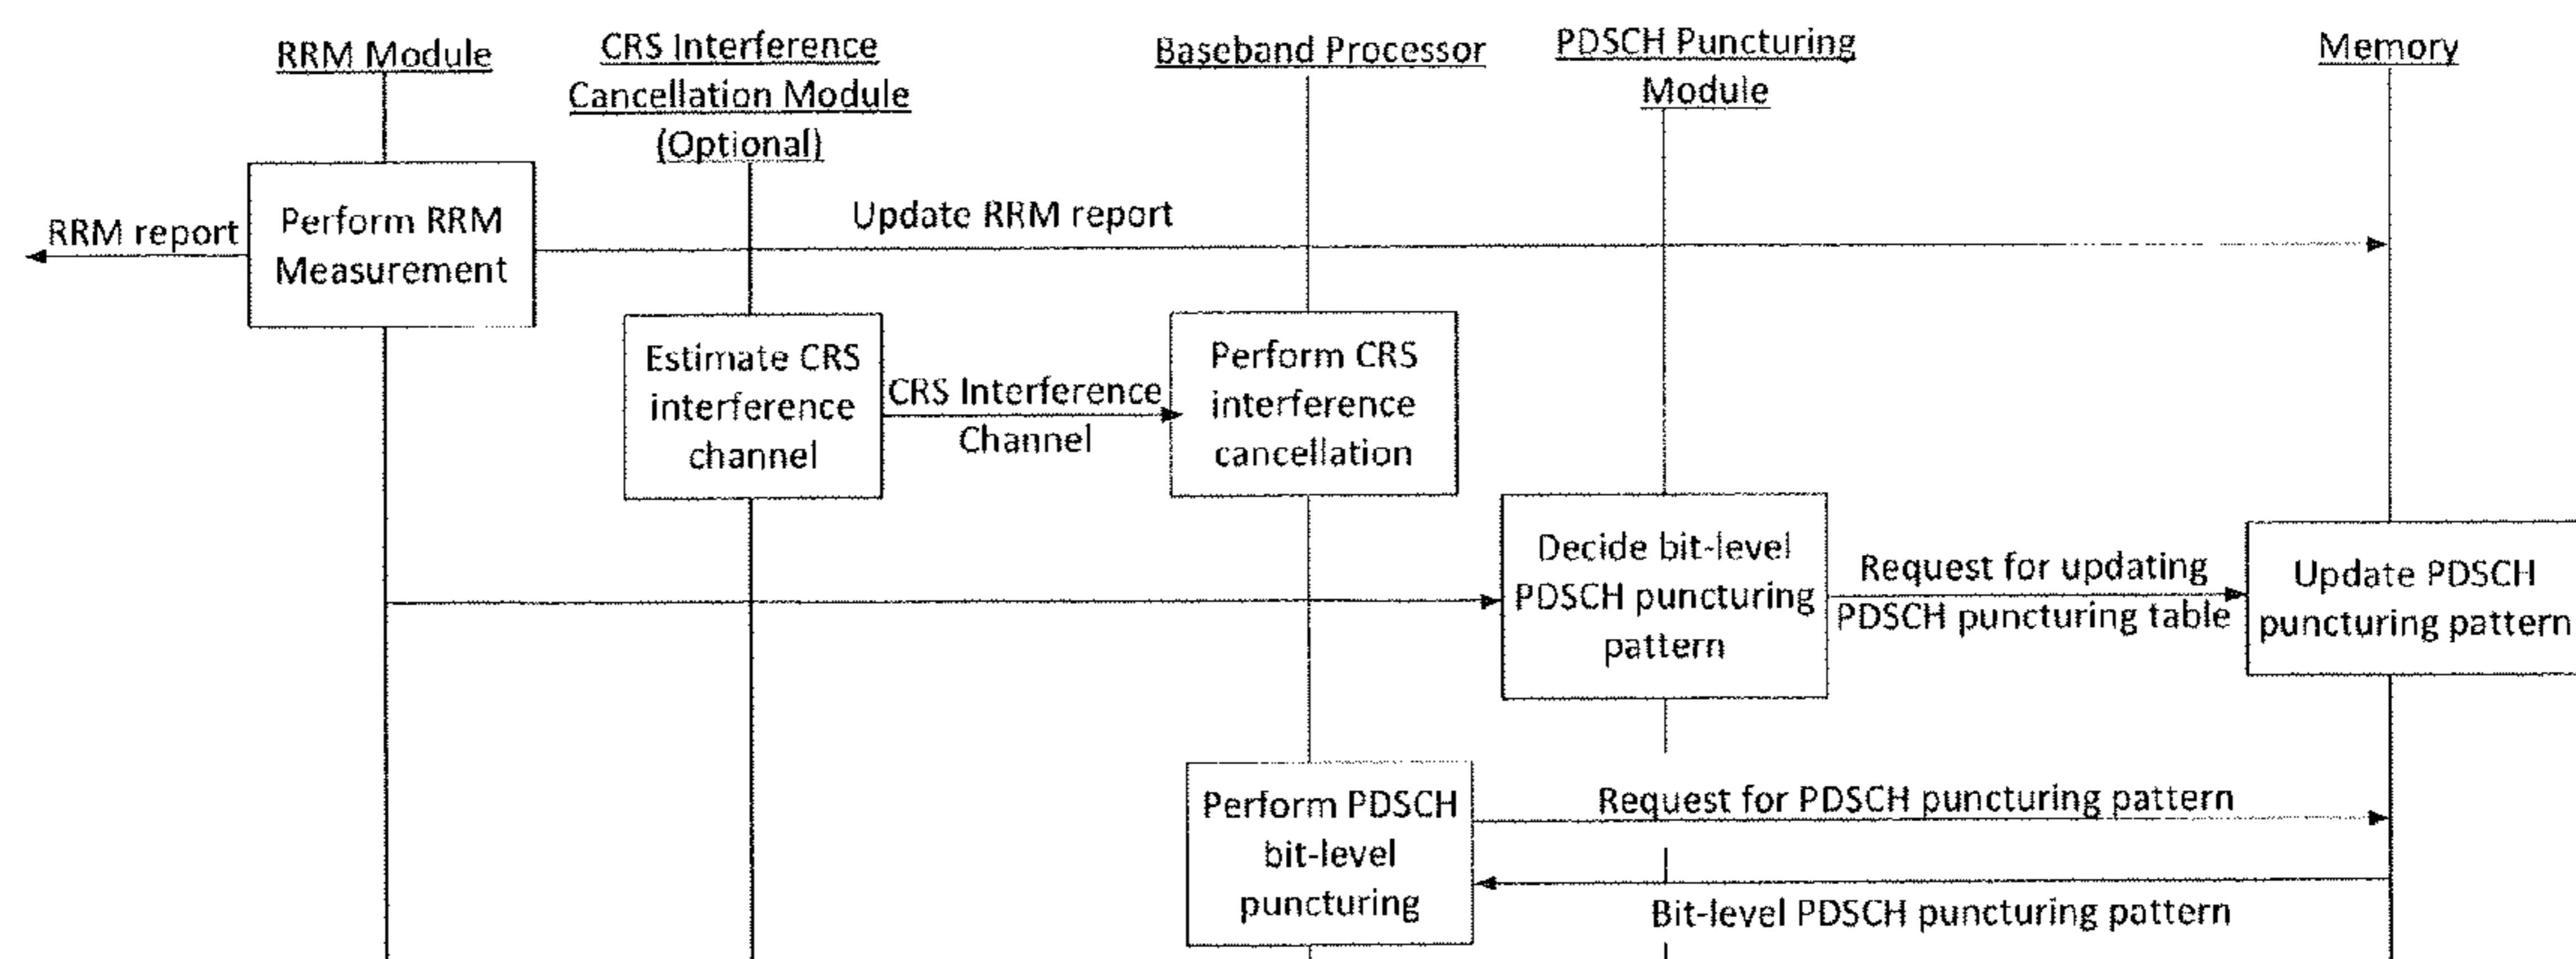 RRM Module
CRS Interference
Cancellation Module
(Optional)
Baseband Processor
PDSCH Puncturing
Module
Memory
RRM report
Perform RRM
Measurement
Update RRM report
Estimate CRS
interference
channel
CRS Interference
Channel
Perform CRS
interference
cancellation
Decide bit-level
PDSCH puncturing
pattern
Request for updating
PDSCH puncturing table
Update PDSCH
puncturing pattern
Perform PDSCH
bit-level
puncturing
Request for PDSCH puncturing pattern
Bit-level PDSCH puncturing pattern